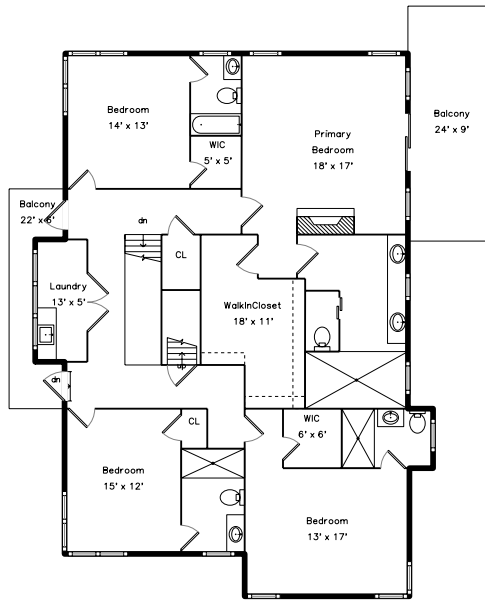 Bedroom
14' x 13'
WIC
5' x 5'
Primary
Bedroom
18' x 17'
Balcony
24' x 9'
Balcony
22' x 6'
dn
CL
Laundry
13' x 5'
WalkInCloset
18' x 11'
dn
CL
WIC
6' x 6'
Bedroom
15' x 12'
Bedroom
13' x 17'